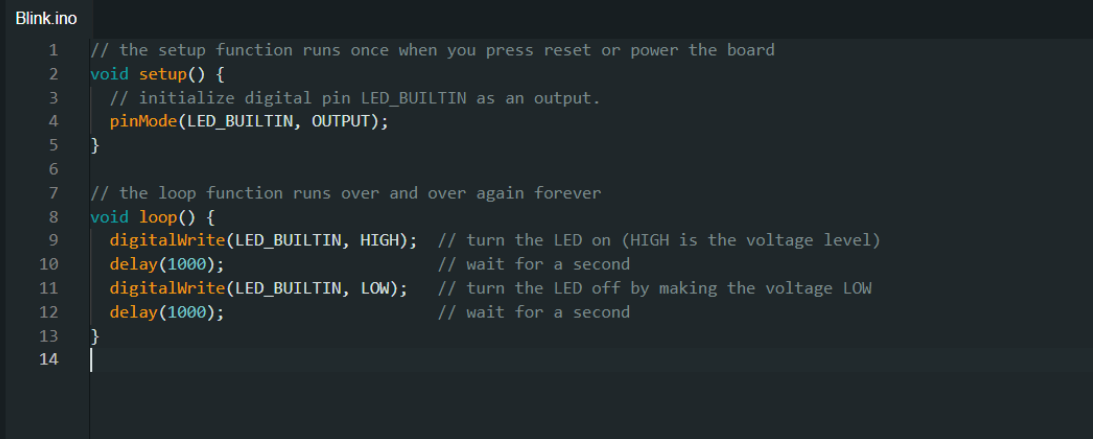 Blink.ino
1 // the setup function runs once when you press reset or power the board
2 void setup() {
3   // initialize digital pin LED_BUILTIN as an output.
4   pinMode(LED_BUILTIN, OUTPUT);
5 }
6
7 // the loop function runs over and over again forever
8 void loop() {
9   digitalWrite(LED_BUILTIN, HIGH);  // turn the LED on (HIGH is the voltage level)
10   delay(1000);                      // wait for a second
11   digitalWrite(LED_BUILTIN, LOW);   // turn the LED off by making the voltage LOW
12   delay(1000);                      // wait for a second
13 }
14